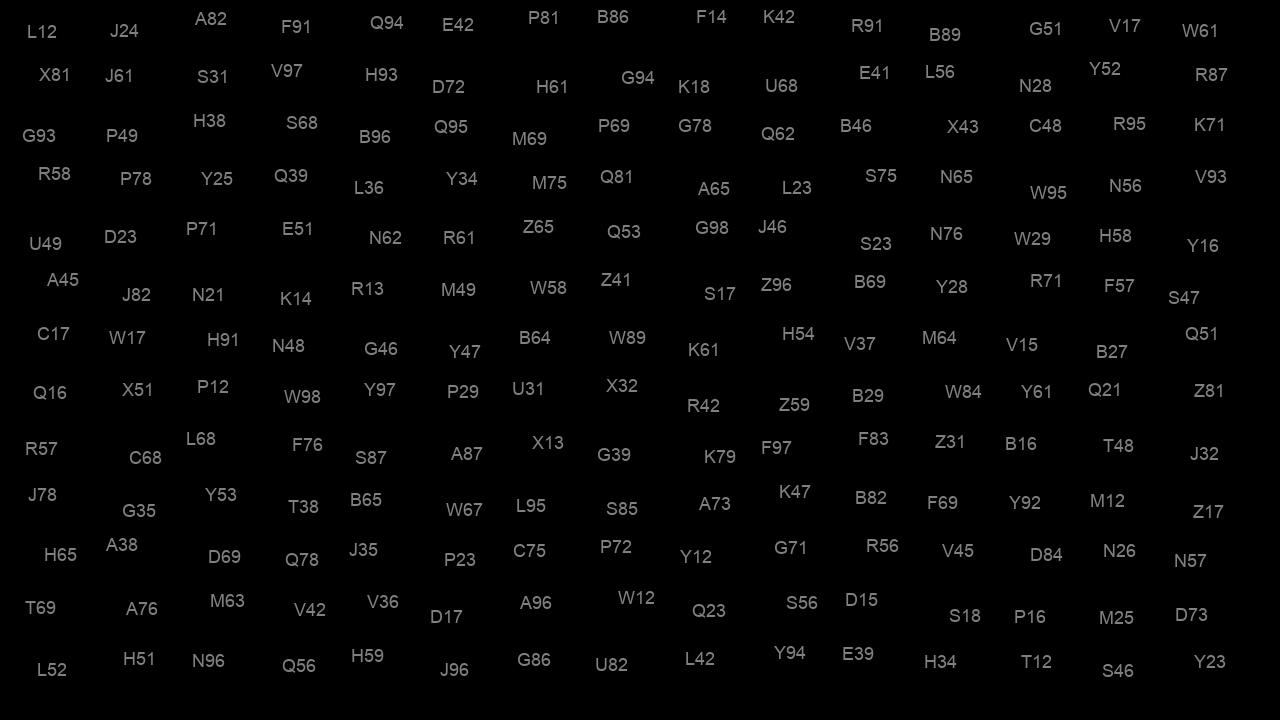 L12 J24 A82 F91 Q94 E42 P81 B86 F14 K42 R91 B89 G51 V17 W61
X81 J61 S31 V97 H93 D72 H61 G94 K18 U68 E41 L56 N28 Y52 R87
G93 P49 H38 S68 B96 Q95 M69 P69 G78 Q62 B46 X43 C48 R95 K71
R58 P78 Y25 Q39 L36 Y34 M75 Q81 A65 L23 S75 N65 W95 N56 V93
U49 D23 P71 E51 N62 R61 Z65 Q53 G98 J46 S23 N76 W29 H58 Y16
A45 J82 N21 K14 R13 M49 W58 Z41 S17 Z96 B69 Y28 R71 F57 S47
C17 W17 H91 N48 G46 Y47 B64 W89 K61 H54 V37 M64 V15 B27 Q51
Q16 X51 P12 W98 Y97 P29 U31 X32 R42 Z59 B29 W84 Y61 Q21 Z81
R57 C68 L68 F76 S87 A87 X13 G39 K79 F97 F83 Z31 B16 T48 J32
J78 G35 Y53 T38 B65 W67 L95 S85 A73 K47 B82 F69 Y92 M12 Z17
H65 A38 D69 Q78 J35 P23 C75 P72 Y12 G71 R56 V45 D84 N26 N57
T69 A76 M63 V42 V36 D17 A96 W12 Q23 S56 D15 S18 P16 M25 D73
L52 H51 N96 Q56 H59 J96 G86 U82 L42 Y94 E39 H34 T12 S46 Y23